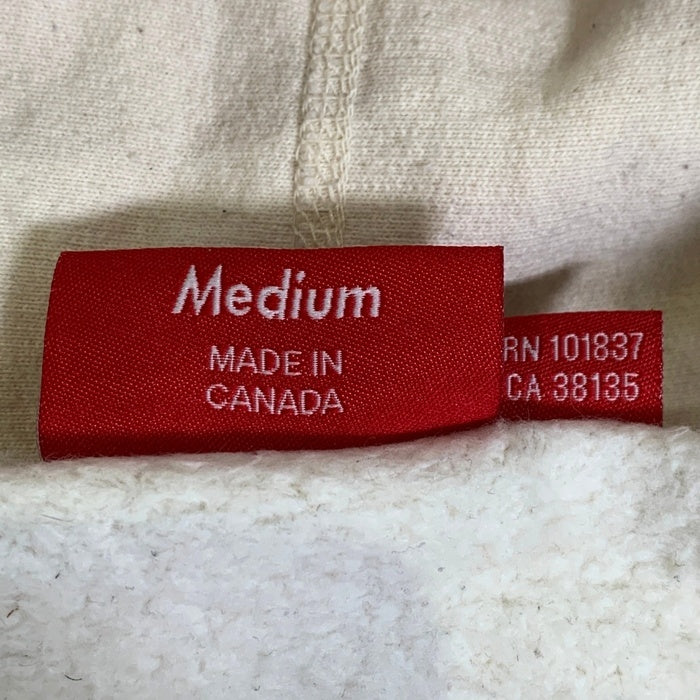 Medium
MADE IN
CANADA
RN 101837
CA 38135